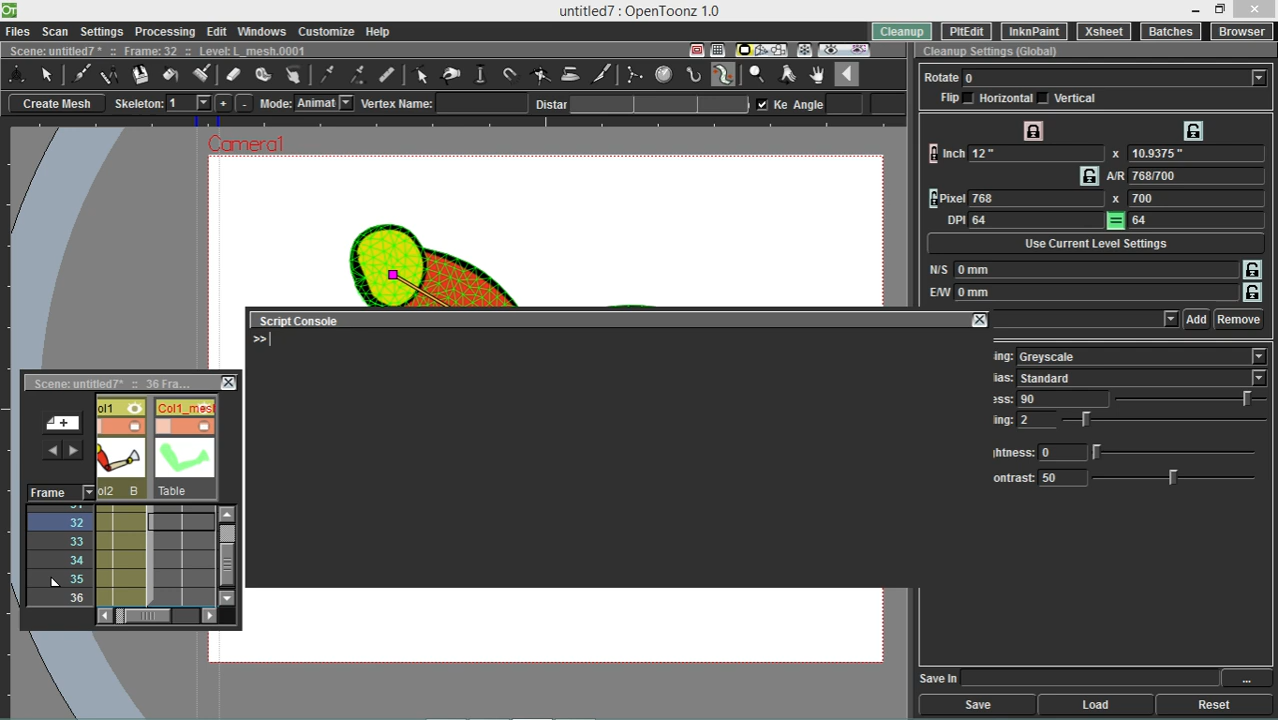 untitled7 : OpenToonz 1.0
Files Scan Settings Processing Edit Windows Customize Help
Cleanup PltEdit InknPaint Xsheet Batches Browser
Scene: untitled7 * :: Frame: 32 :: Level: L_mesh.0001
Cleanup Settings (Global)
Rotate 0
Flip Horizontal Vertical
Create Mesh Skeleton: 1 + - Mode: Animat Vertex Name: Distar Ke Angle
Camera1
Inch 12 " x 10.9375 "
A/R 768/700
Pixel 768 x 700
DPI 64 64
Use Current Level Settings
N/S 0 mm
E/W 0 mm
Add Remove
Script Console
>>
ing: Greyscale
ias: Standard
ess: 90
ing: 2
ightness: 0
ontrast: 50
Scene: untitled7* :: 36 Fra...
ol1 Col1_mesl
ol2 B Table
Frame
31
32
33
34
35
36
Save In ...
Save Load Reset